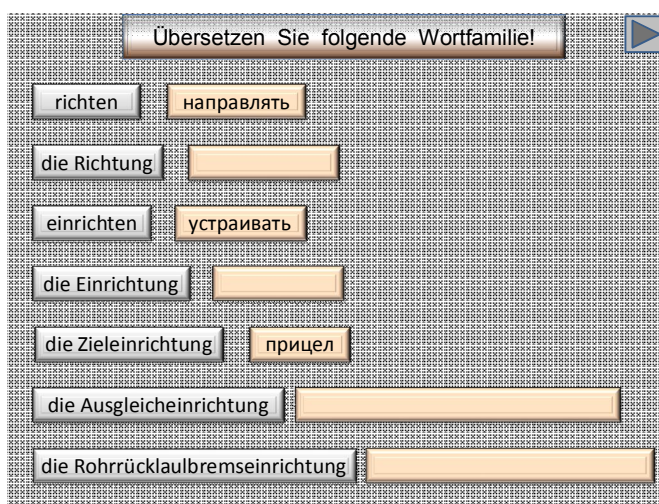 Übersetzen Sie folgende Wortfamilie!
richten направлять
die Richtung
einrichten устраивать
die Einrichtung
die Zieleinrichtung прицел
die Ausgleicheinrichtung
die Rohrrücklaulbremseinrichtung